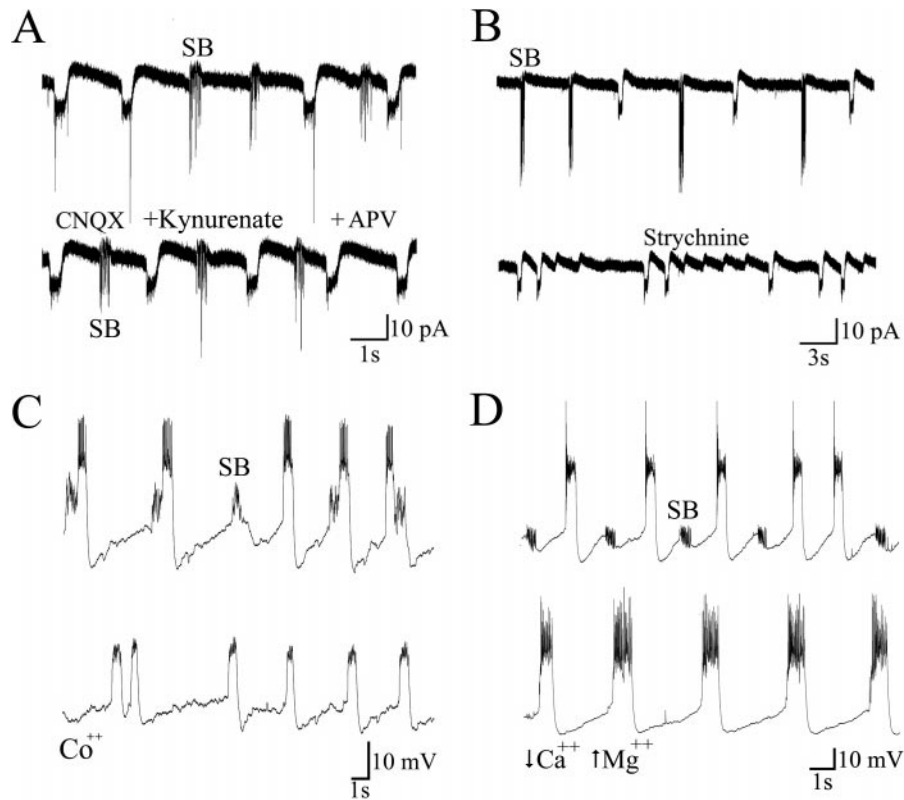 A
SB
CNQX +Kynurenate + APV
SB
10 pA
1s
B
SB
Strychnine
10 pA
3s
C
SB
Co++
10 mV
1s
D
SB
↓Ca++ ↑Mg++
10 mV
1s